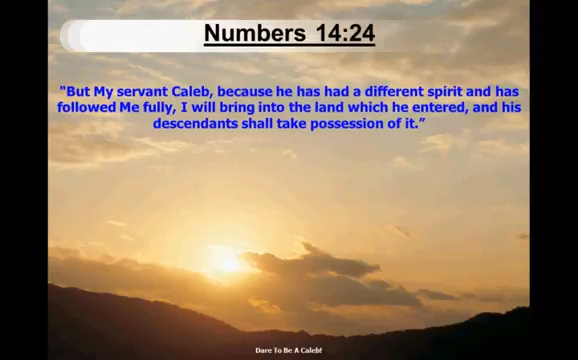 Numbers 14:24
"But My servant Caleb, because he has had a different spirit and has
followed Me fully, I will bring into the land which he entered, and his
descendants shall take possession of it.”
Dare To Be A Caleb!